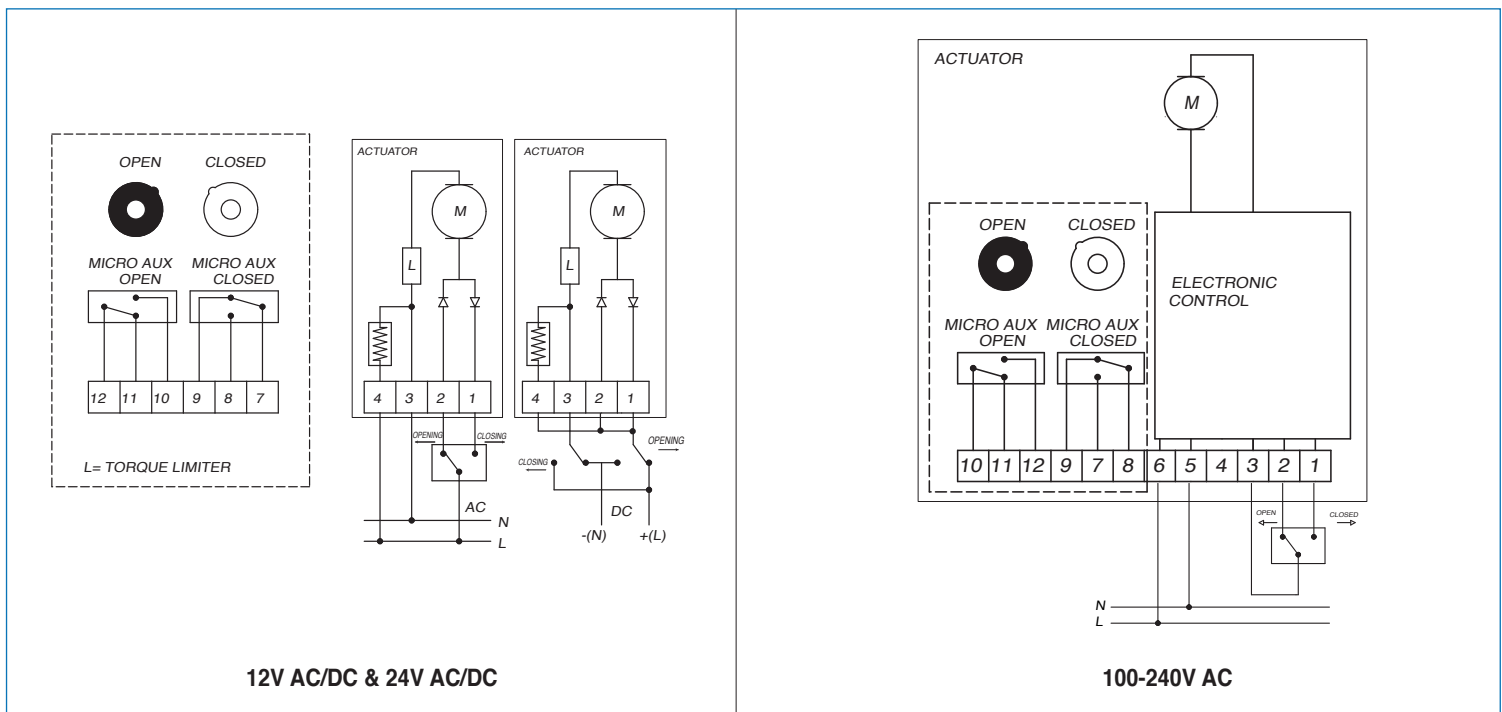 OPEN CLOSED
MICRO AUX MICRO AUX
OPEN CLOSED
12 11 10 9 8 7
L= TORQUE LIMITER
ACTUATOR
M
L
4 3 2 1
OPENING CLOSING
AC
N
L
ACTUATOR
M
L
4 3 2 1
OPENING
CLOSING
DC
-(N) +(L)
12V AC/DC & 24V AC/DC
ACTUATOR
M
OPEN CLOSED
ELECTRONIC
CONTROL
MICRO AUX MICRO AUX
OPEN CLOSED
10 11 12 9 7 8 6 5 4 3 2 1
OPEN CLOSED
N
L
100-240V AC